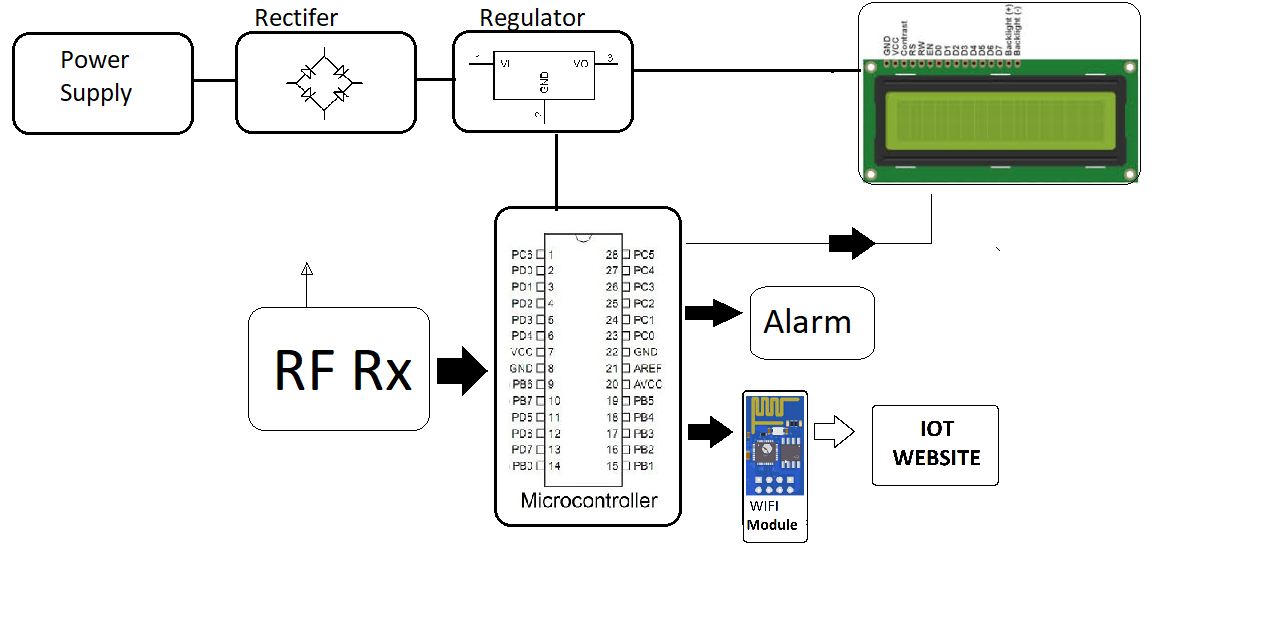 Rectifer
Regulator
Power
Supply
1
VI
VO
3
GND
2
GND
VCC
Contrast
RS
RW
EN
D0
D1
D2
D3
D4
D5
D6
D7
Backlight (+)
Backlight (-)
PC6 1 28 PC5
PD0 2 27 PC4
PD1 3 26 PC3
PD2 4 25 PC2
PD3 5 24 PC1
PD4 6 23 PC0
VCC 7 22 GND
GND 8 21 AREF
PB6 9 20 AVCC
PB7 10 19 PB5
PD5 11 18 PB4
PD6 12 17 PB3
PD7 13 16 PB2
PB0 14 15 PB1
Microcontroller
RF Rx
Alarm
WIFI
Module
IOT
WEBSITE